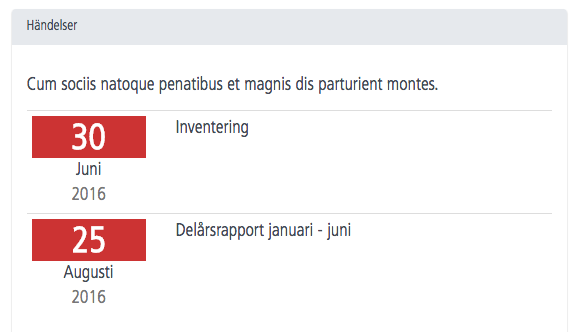 Händelser
Cum sociis natoque penatibus et magnis dis parturient montes.
30
Inventering
Juni
2016
25
Delårsrapport januari - juni
Augusti
2016